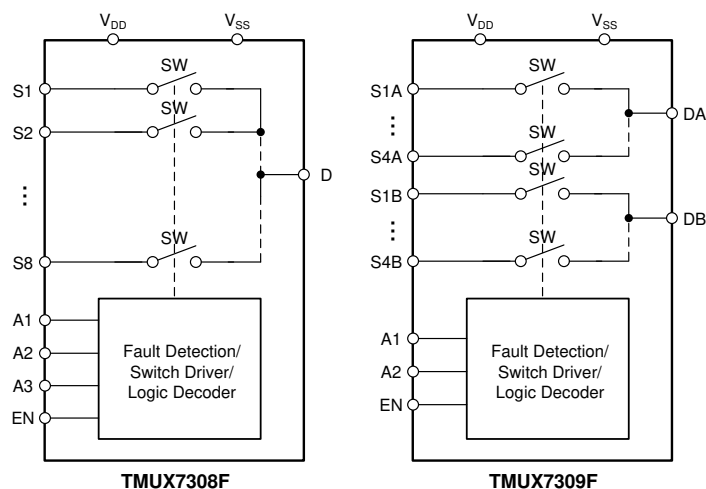 VDD
VSS
SW
S1
SW
S2
...
D
SW
S8
A1
A2
A3
EN
Fault Detection/
Switch Driver/
Logic Decoder
TMUX7308F
VDD
VSS
SW
S1A
DA
...
SW
S4A
SW
S1B
DB
...
SW
S4B
A1
A2
EN
Fault Detection/
Switch Driver/
Logic Decoder
TMUX7309F